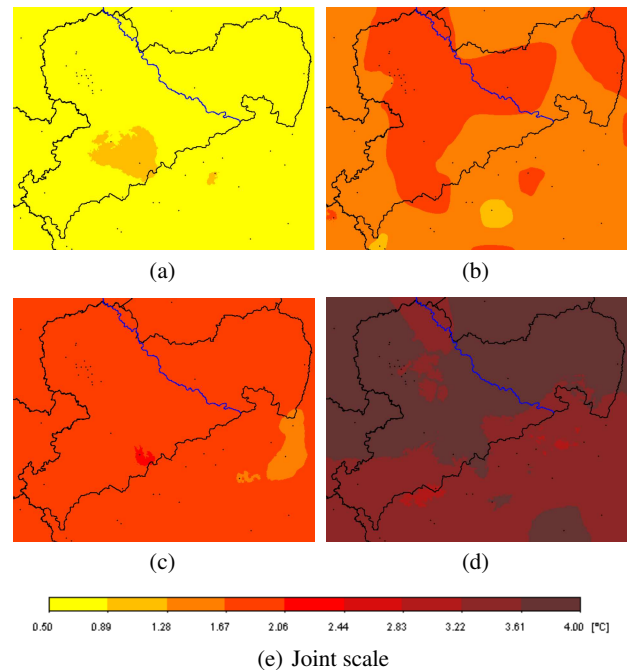 (a) (b)
(c) (d)
0.50 0.89 1.28 1.67 2.06 2.44 2.83 3.22 3.61 4.00 [°C]
(e) Joint scale